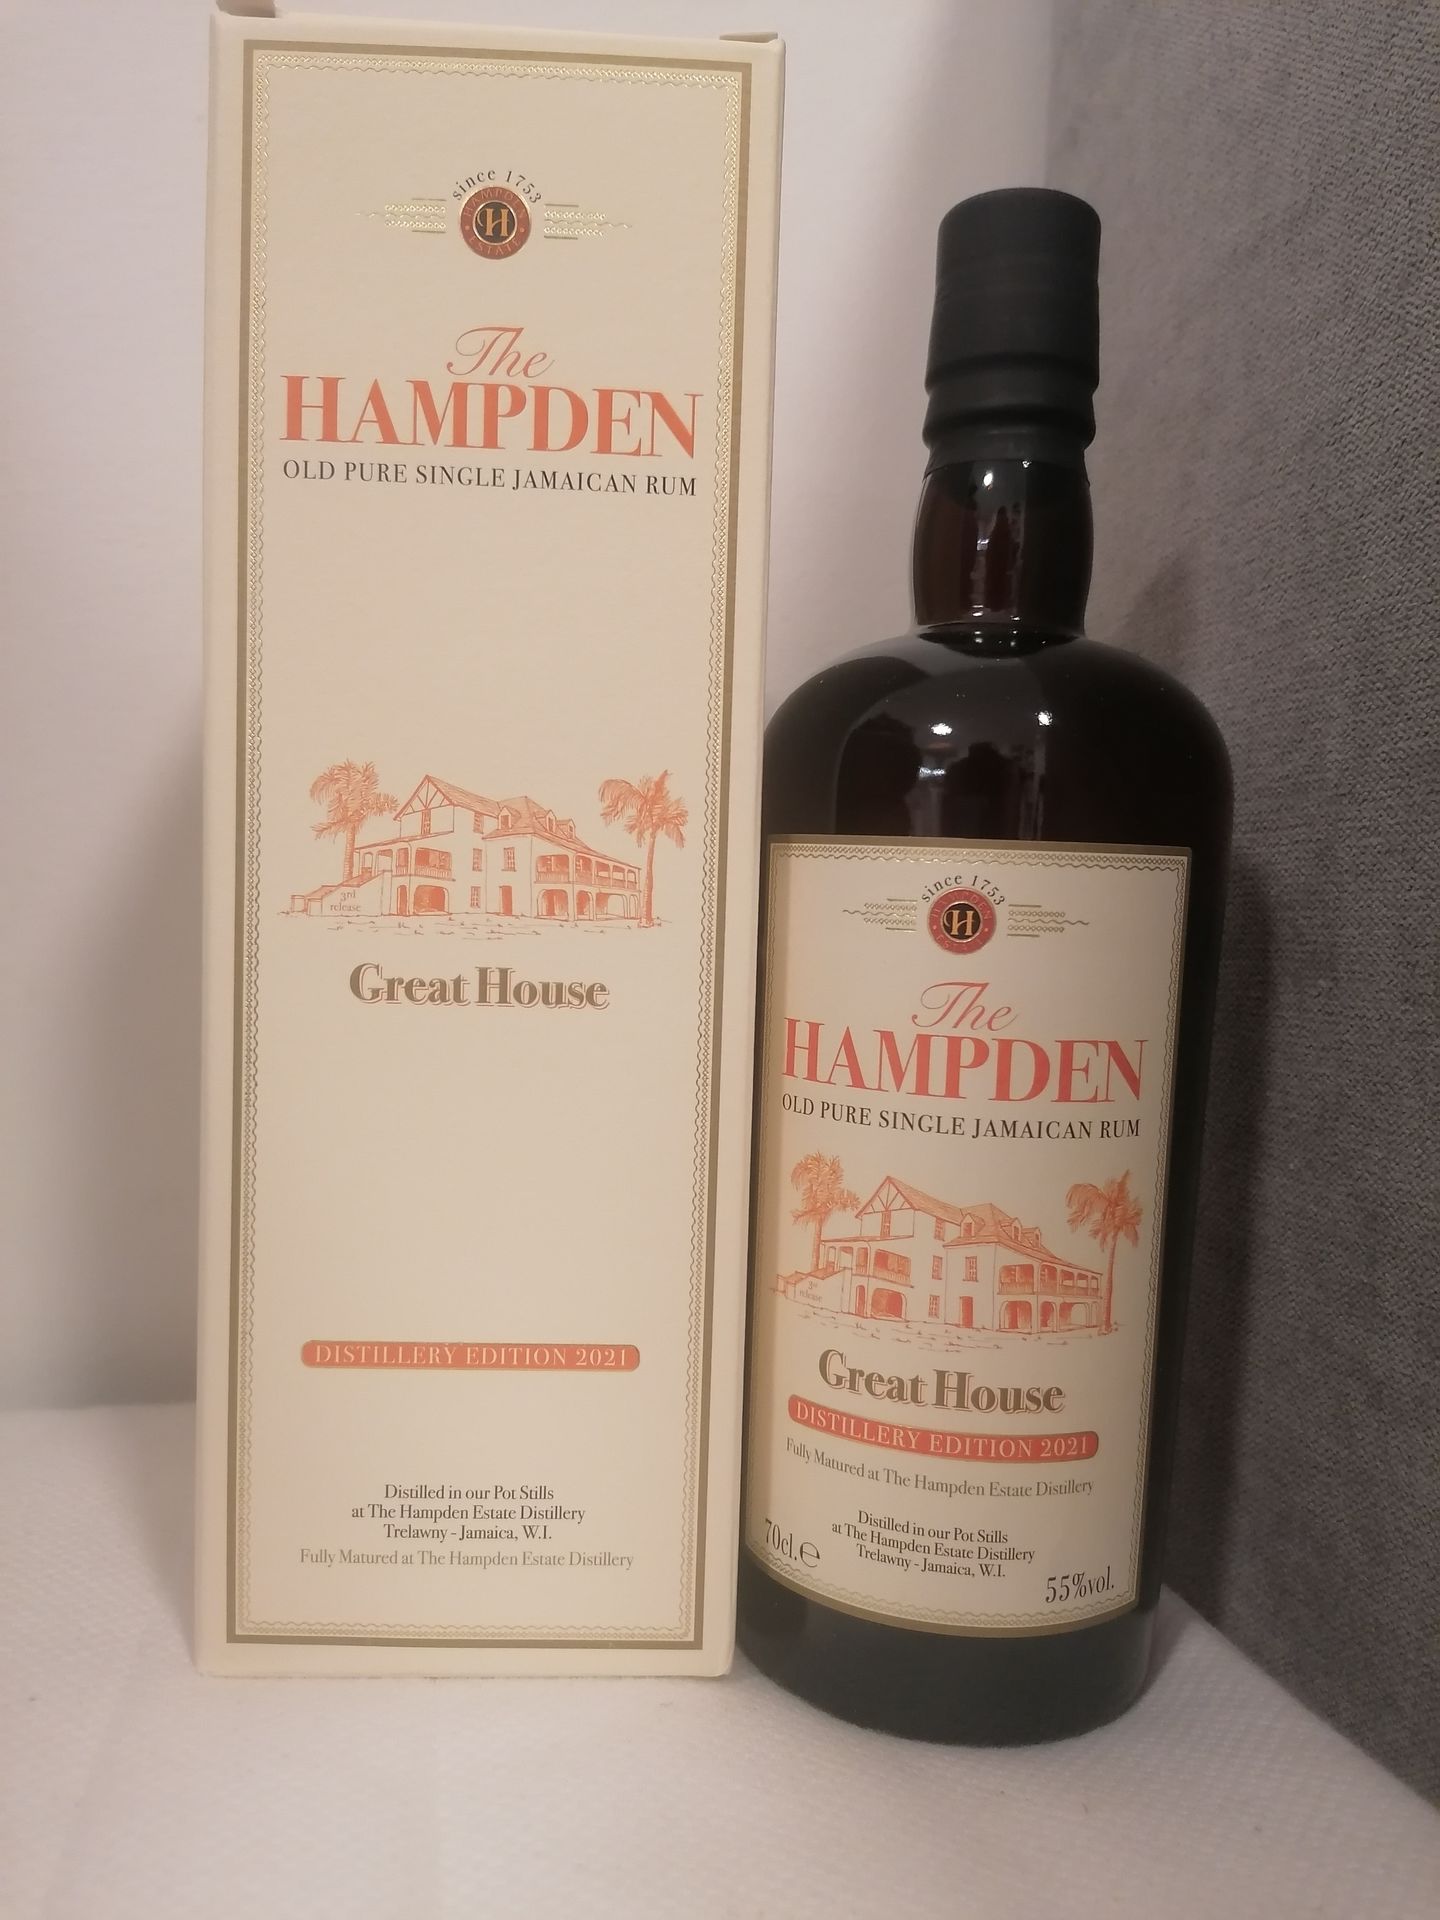 since 1753
HAMPDEN
H
ESTATE
The
HAMPDEN
OLD PURE SINGLE JAMAICAN RUM
3rd
release
Great House
DISTILLERY EDITION 2021
Distilled in our Pot Stills
at The Hampden Estate Distillery
Trelawny - Jamaica, W.I.
Fully Matured at The Hampden Estate Distillery
since 1753
HAMPDEN
H
ESTATE
The
HAMPDEN
OLD PURE SINGLE JAMAICAN RUM
3rd
release
Great House
DISTILLERY EDITION 2021
Fully Matured at The Hampden Estate Distillery
Distilled in our Pot Stills
at The Hampden Estate Distillery
Trelawny - Jamaica, W.I.
70cl.℮
55%vol.